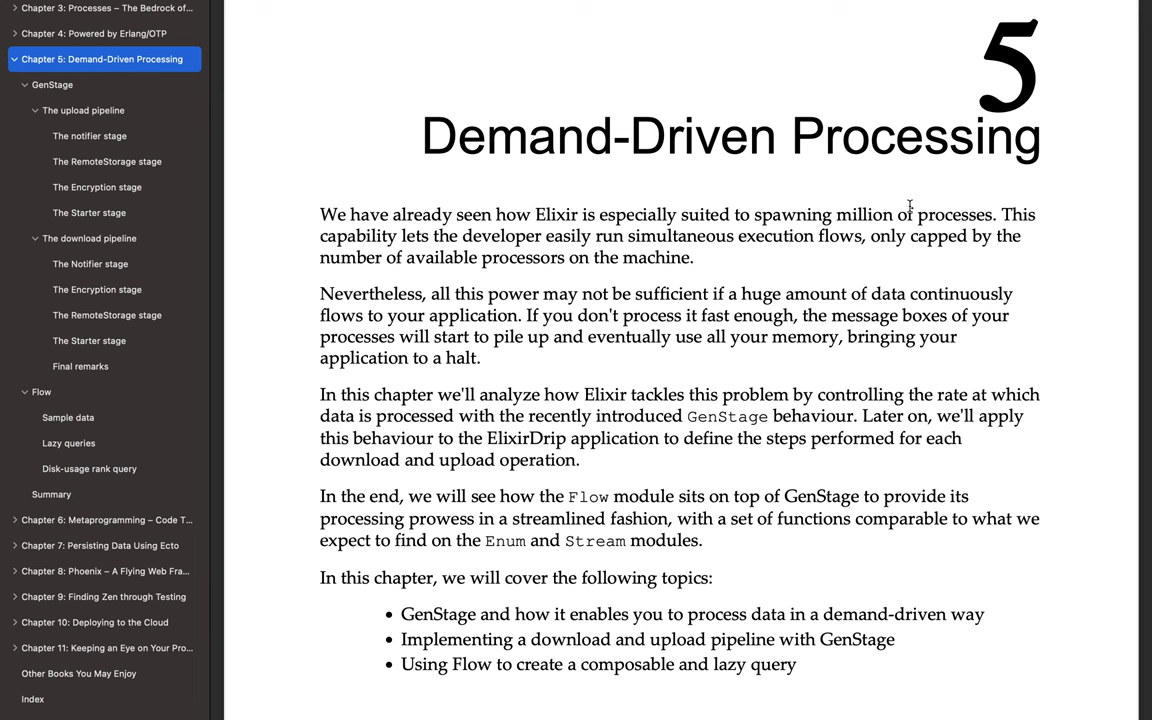 Chapter 3: Processes – The Bedrock of...
Chapter 4: Powered by Erlang/OTP
Chapter 5: Demand-Driven Processing
GenStage
The upload pipeline
The notifier stage
The RemoteStorage stage
The Encryption stage
The Starter stage
The download pipeline
The Notifier stage
The Encryption stage
The RemoteStorage stage
The Starter stage
Final remarks
Flow
Sample data
Lazy queries
Disk-usage rank query
Summary
Chapter 6: Metaprogramming – Code T...
Chapter 7: Persisting Data Using Ecto
Chapter 8: Phoenix – A Flying Web Fra...
Chapter 9: Finding Zen through Testing
Chapter 10: Deploying to the Cloud
Chapter 11: Keeping an Eye on Your Pro...
Other Books You May Enjoy
Index
5
Demand-Driven Processing
We have already seen how Elixir is especially suited to spawning million of processes. This
capability lets the developer easily run simultaneous execution flows, only capped by the
number of available processors on the machine.
Nevertheless, all this power may not be sufficient if a huge amount of data continuously
flows to your application. If you don't process it fast enough, the message boxes of your
processes will start to pile up and eventually use all your memory, bringing your
application to a halt.
In this chapter we'll analyze how Elixir tackles this problem by controlling the rate at which
data is processed with the recently introduced GenStage behaviour. Later on, we'll apply
this behaviour to the ElixirDrip application to define the steps performed for each
download and upload operation.
In the end, we will see how the Flow module sits on top of GenStage to provide its
processing prowess in a streamlined fashion, with a set of functions comparable to what we
expect to find on the Enum and Stream modules.
In this chapter, we will cover the following topics:
• GenStage and how it enables you to process data in a demand-driven way
• Implementing a download and upload pipeline with GenStage
• Using Flow to create a composable and lazy query